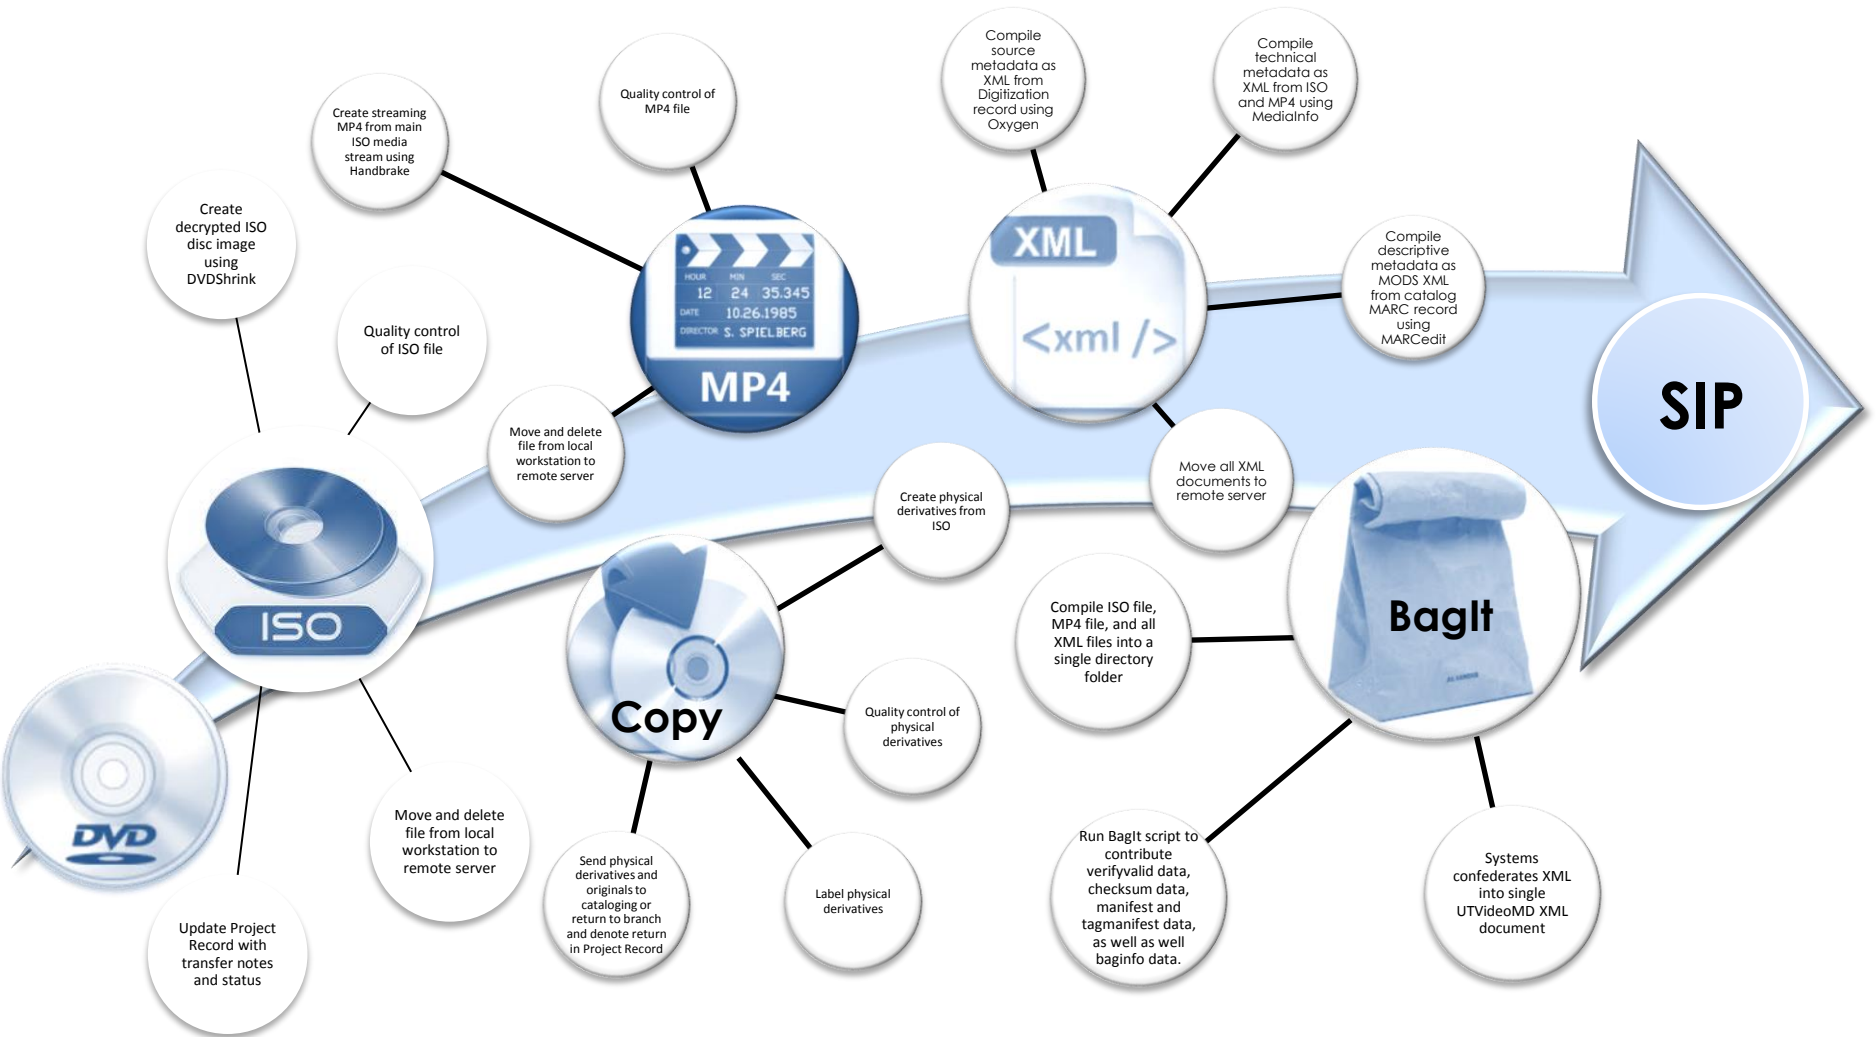 Create
decrypted ISO
disc image
using
DVDShrink
Quality control
of ISO file
ISO
DVD
Update Project
Record with
transfer notes
and status
Move and delete
file from local
workstation to
remote server
Create streaming
MP4 from main
ISO media
stream using
Handbrake
Quality control of
MP4 file
HOUR MIN SEC
12 24 35.345
DATE 10.26.1985
DIRECTOR S. SPIELBERG
MP4
Move and delete
file from local
workstation to
remote server
Copy
Create physical
derivatives from
ISO
Quality control of
physical
derivatives
Label physical
derivatives
Send physical
derivatives and
originals to
cataloging or
return to branch
and denote return
in Project Record
Compile
source
metadata as
XML from
Digitization
record using
Oxygen
Compile
technical
metadata as
XML from ISO
and MP4 using
MediaInfo
XML
<xml />
Compile
descriptive
metadata as
MODS XML
from catalog
MARC record
using
MARCedit
Move all XML
documents to
remote server
BagIt
Compile ISO file,
MP4 file, and all
XML files into a
single directory
folder
Run BagIt script to
contribute
verifyvalid data,
checksum data,
manifest and
tagmanifest data,
as well as well
baginfo data.
Systems
confederates XML
into single
UTVideoMD XML
document
SIP